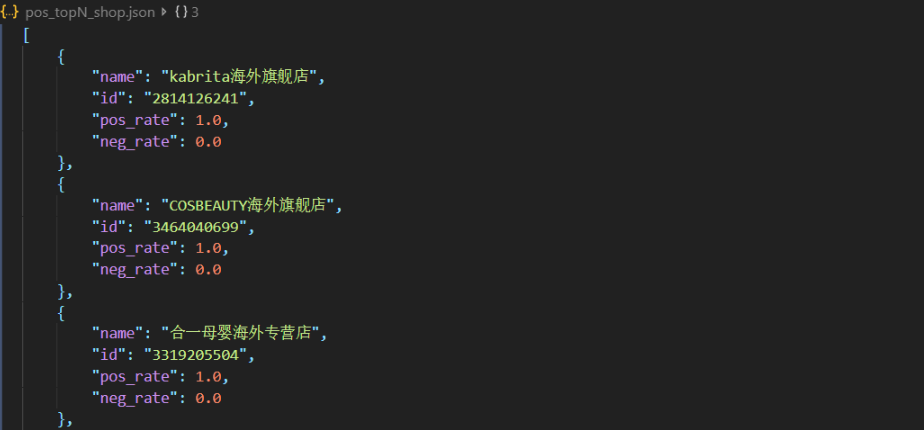 {..} pos_topN_shop.json > {} 3
[
{
"name": "kabrita海外旗舰店",
"id": "2814126241",
"pos_rate": 1.0,
"neg_rate": 0.0
},
{
"name": "COSBEAUTY海外旗舰店",
"id": "3464040699",
"pos_rate": 1.0,
"neg_rate": 0.0
},
{
"name": "合一母婴海外专营店",
"id": "3319205504",
"pos_rate": 1.0,
"neg_rate": 0.0
},